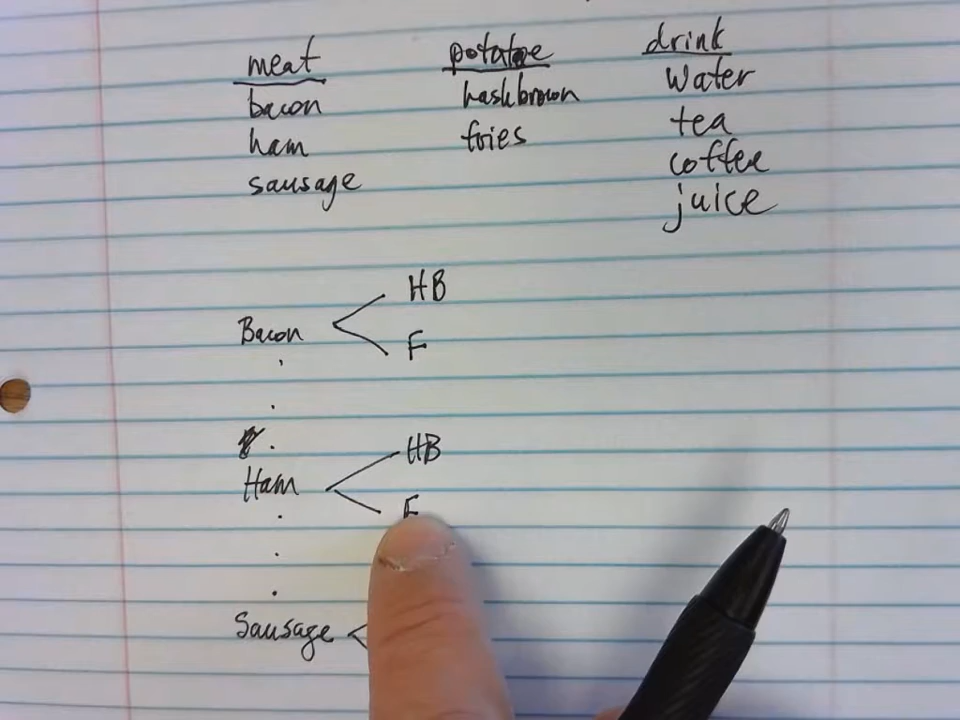 meat potatoe drink
bacon hashbrown water
ham fries tea
sausage coffee
juice
HB
Bacon
F
HB
Ham
F
Sausage